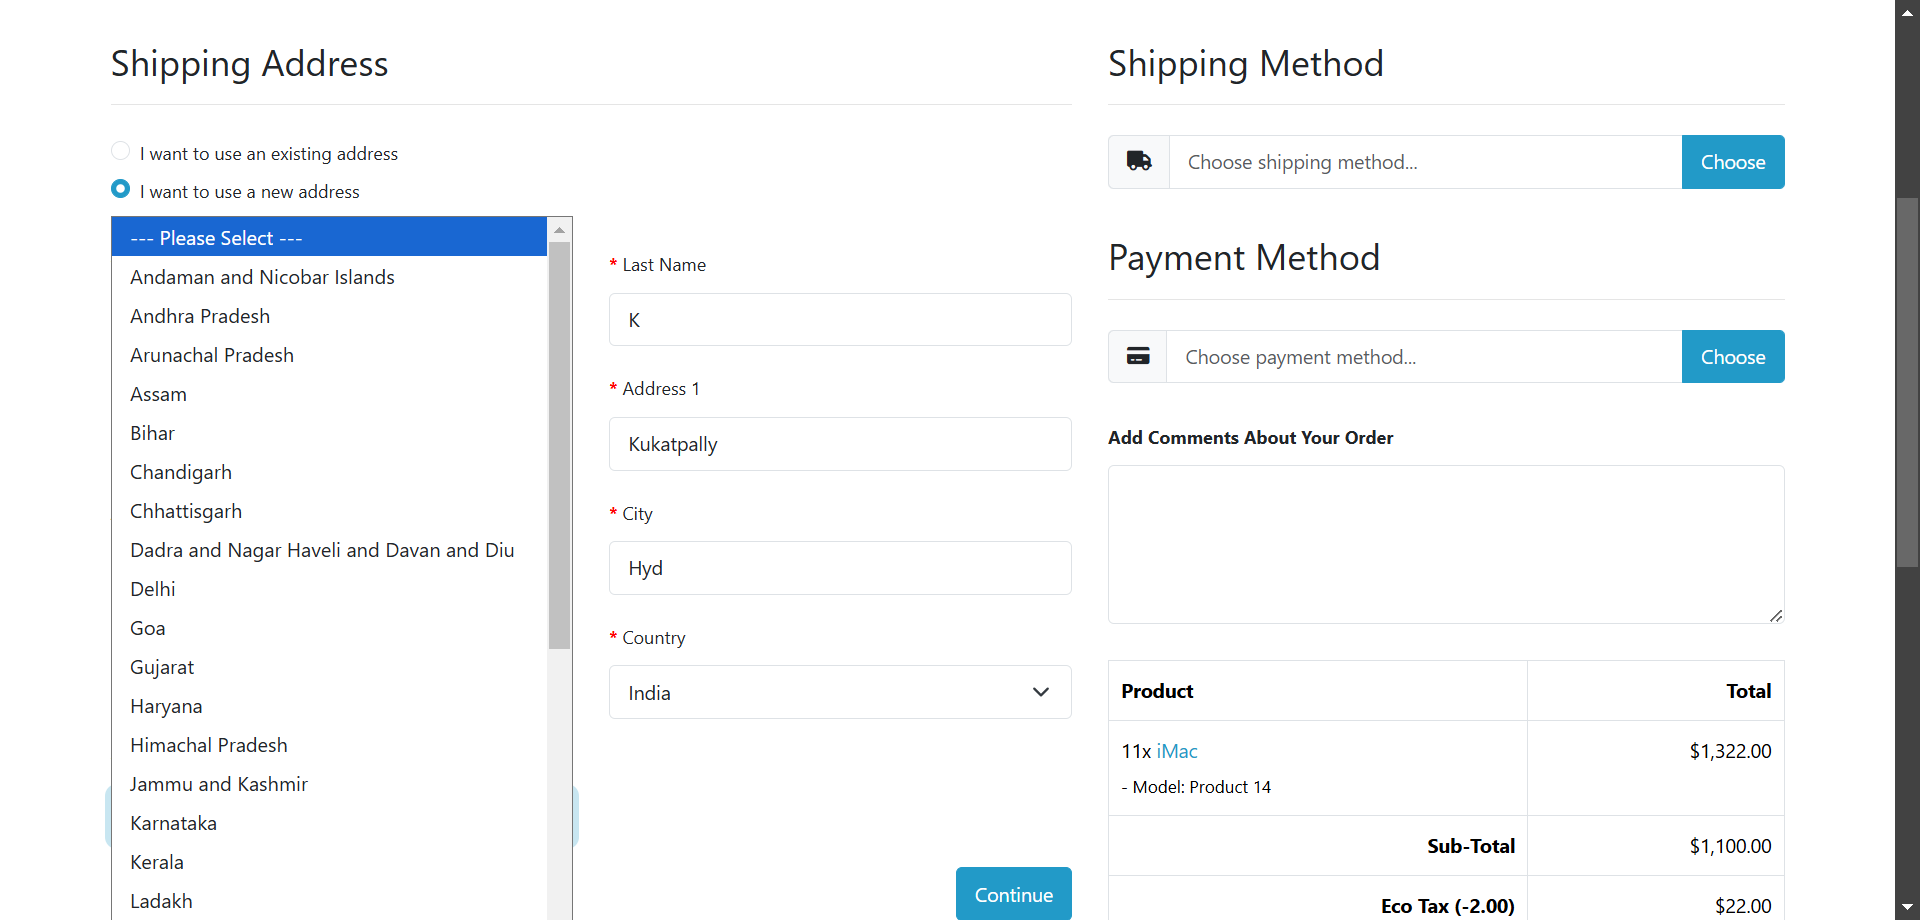 Shipping Address
I want to use an existing address
I want to use a new address
--- Please Select ---
Andaman and Nicobar Islands
Andhra Pradesh
Arunachal Pradesh
Assam
Bihar
Chandigarh
Chhattisgarh
Dadra and Nagar Haveli and Davan and Diu
Delhi
Goa
Gujarat
Haryana
Himachal Pradesh
Jammu and Kashmir
Karnataka
Kerala
Ladakh
* Last Name
K
* Address 1
Kukatpally
* City
Hyd
* Country
India
Continue
Shipping Method
Choose shipping method... Choose
Payment Method
Choose payment method... Choose
Add Comments About Your Order
Product Total
11x iMac $1,322.00
- Model: Product 14
Sub-Total $1,100.00
Eco Tax (-2.00) $22.00